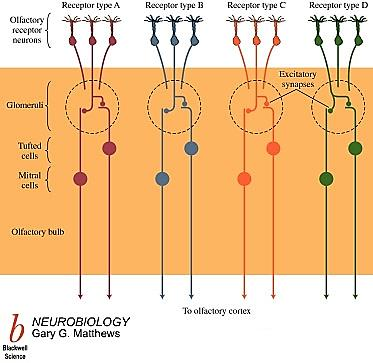 Olfactory
receptor
neurons
Receptor type A
Receptor type B
Receptor type C
Receptor type D
Excitatory
synapses
Glomeruli
Tufted
cells
Mitral
cells
Olfactory bulb
To olfactory cortex
b
Blackwell
Science
NEUROBIOLOGY
Gary G. Matthews